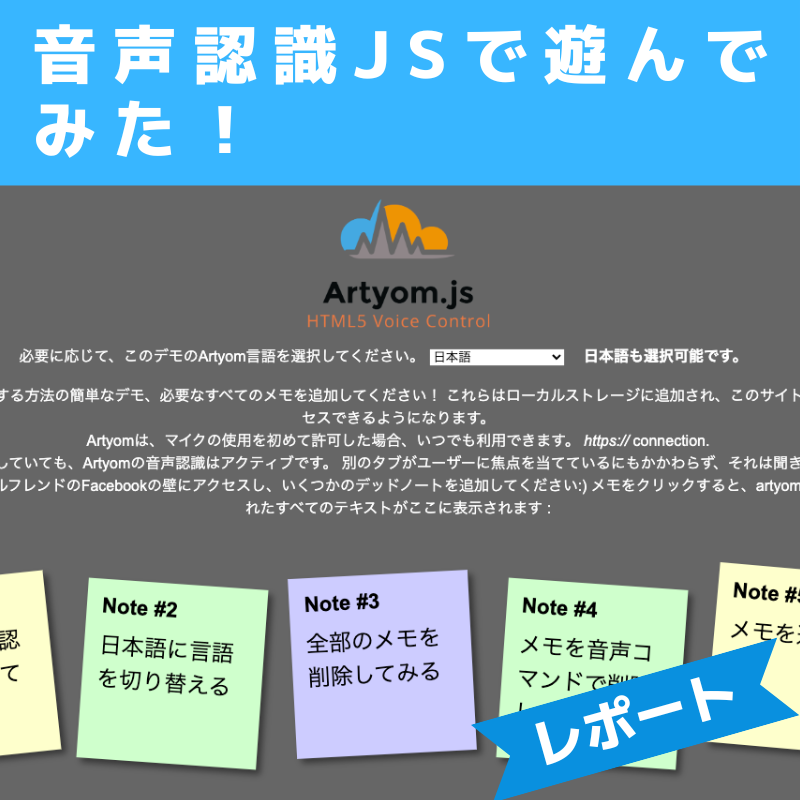 音声認識JSで遊んで
みた！
Artyom.js
HTML5 Voice Control
必要に応じて、このデモのArtyom言語を選択してください。 日本語 日本語も選択可能です。
する方法の簡単なデモ、必要なすべてのメモを追加してください！ これらはローカルストレージに追加され、このサイト
セスできるようになります。
Artyomは、マイクの使用を初めて許可した場合、いつでも利用できます。 https:// connection.
していても、Artyomの音声認識はアクティブです。 別のタブがユーザーに焦点を当てているにもかかわらず、それは聞き
ルフレンドのFacebookの壁にアクセスし、いくつかのデッドノートを追加してください:) メモをクリックすると、artyom
れたすべてのテキストがここに表示されます :
認
て
Note #2
日本語に言語
を切り替える
Note #3
全部のメモを
削除してみる
Note #4
メモを音声コ
マンドで削
Note #5
メモを
レポート